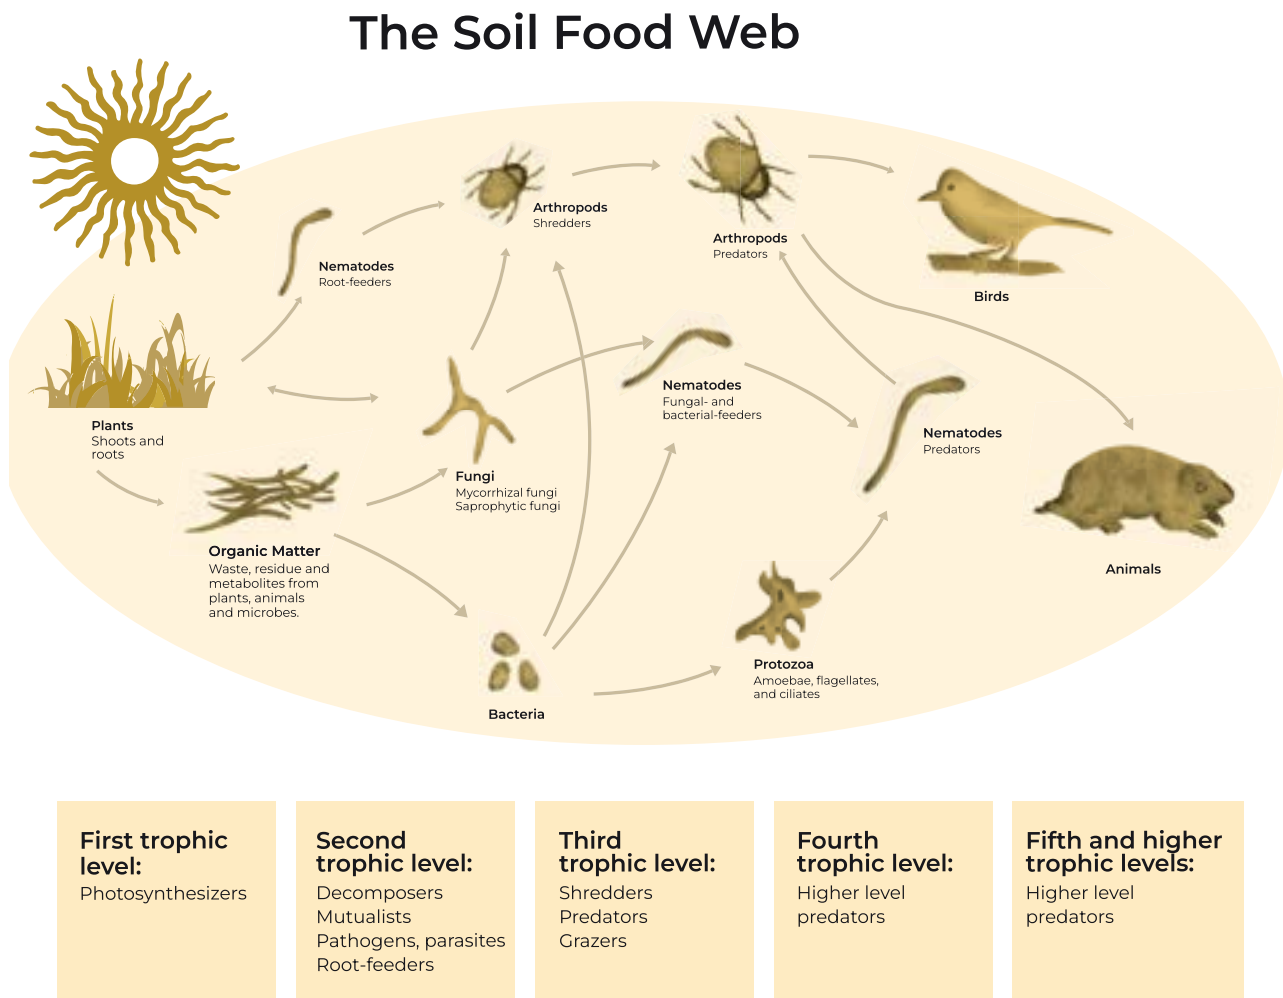 The Soil Food Web
Arthropods
Shredders
Arthropods
Predators
Nematodes
Root-feeders
Birds
Nematodes
Fungal- and
bacterial-feeders
Plants
Shoots and
roots
Nematodes
Predators
Fungi
Mycorrhizal fungi
Saprophytic fungi
Organic Matter
Waste, residue and
metabolites from
plants, animals
and microbes.
Animals
Protozoa
Amoebae, flagellates,
and ciliates
Bacteria
First trophic
level:
Photosynthesizers
Second
trophic level:
Decomposers
Mutualists
Pathogens, parasites
Root-feeders
Third
trophic level:
Shredders
Predators
Grazers
Fourth
trophic level:
Higher level
predators
Fifth and higher
trophic levels:
Higher level
predators